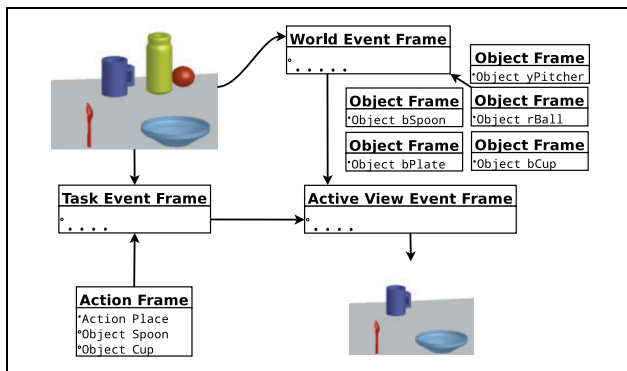 World Event Frame
° . . . . .
Object Frame
•Object yPitcher
Object Frame
•Object bSpoon
Object Frame
•Object rBall
Object Frame
•Object bPlate
Object Frame
•Object bCup
Task Event Frame
° . . . .
Active View Event Frame
° . . . .
Action Frame
•Action Place
°Object Spoon
°Object Cup